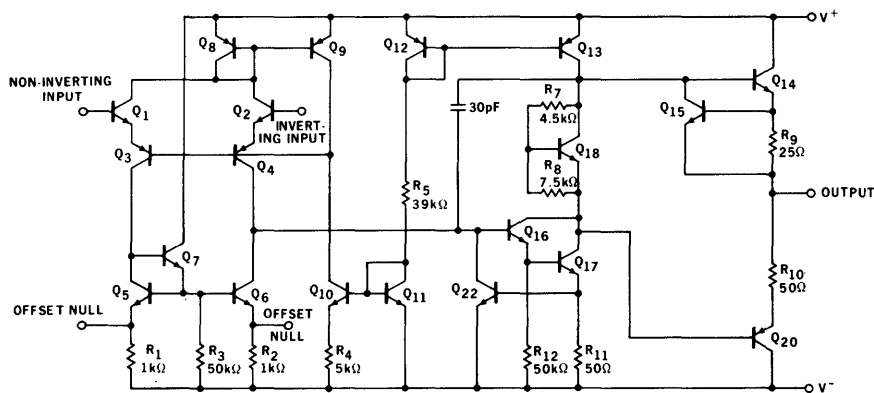 V+
Q8
Q9
Q12
Q13
Q14
NON-INVERTING
INPUT
Q1
Q2
INVERT-
ING INPUT
30pF
R7
4.5kΩ
Q15
Q18
R9
25Ω
Q3
Q4
R8
7.5kΩ
R5
39kΩ
OUTPUT
Q7
Q16
Q17
Q5
Q6
Q10
Q11
Q22
R10
50Ω
OFFSET NULL
OFFSET
NULL
Q20
R1
1kΩ
R3
50kΩ
R2
1kΩ
R4
5kΩ
R12
50kΩ
R11
50Ω
V-